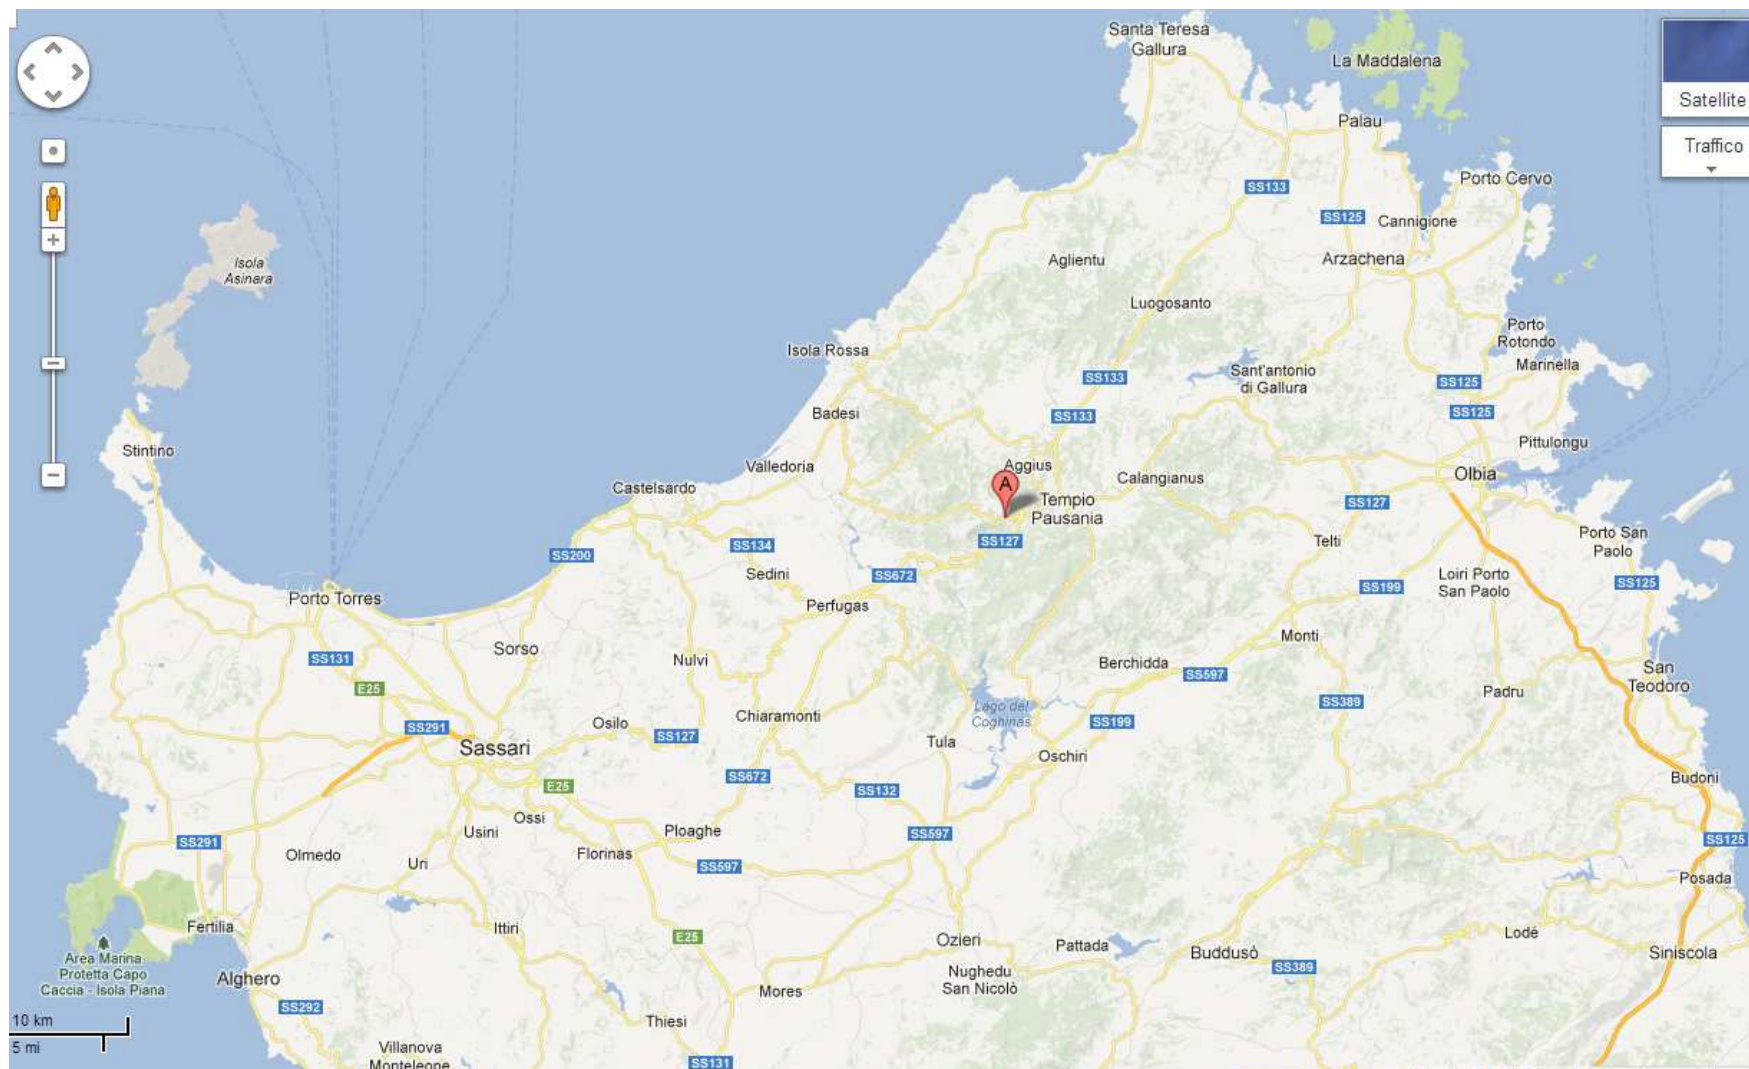 Santa Teresa
Gallura
La Maddalena
Satellite
Palau
Traffico
Porto Cervo
SS133
SS125
Cannigione
Isola
Asinara
Aglientu
Arzachena
Luogosanto
Porto
Rotondo
Isola Rossa
Marinella
Sant'antonio
di Gallura
SS133
SS125
Badesi
SS133
SS125
Stintino
Pittulongu
Valledoria
Aggius
Calangianus
Olbia
Castelsardo
A
Tempio
Pausania
SS127
SS127
Telti
Porto San
Paolo
SS134
SS200
Sedini
SS672
Loiri Porto
San Paolo
SS199
SS125
Porto Torres
Perfugas
Monti
Sorso
SS131
Nulvi
Berchidda
SS597
San
Teodoro
E25
Padru
SS389
Lago del
Coghinas
Chiaramonti
Osilo
SS291
SS199
SS127
Sassari
Tula
Oschiri
SS672
Budoni
E25
SS132
Ossi
Usini
Ploaghe
SS597
SS291
SS125
Olmedo
Uri
Florinas
SS597
Posada
Fertilia
Ittiri
E25
Ozieri
Pattada
Lodé
Buddusò
Siniscola
Area Marina
Protetta Capo
Caccia - Isola Piana
Alghero
Nughedu
San Nicolò
SS389
Mores
SS292
10 km
Thiesi
5 mi
Villanova
Monteleone
SS131